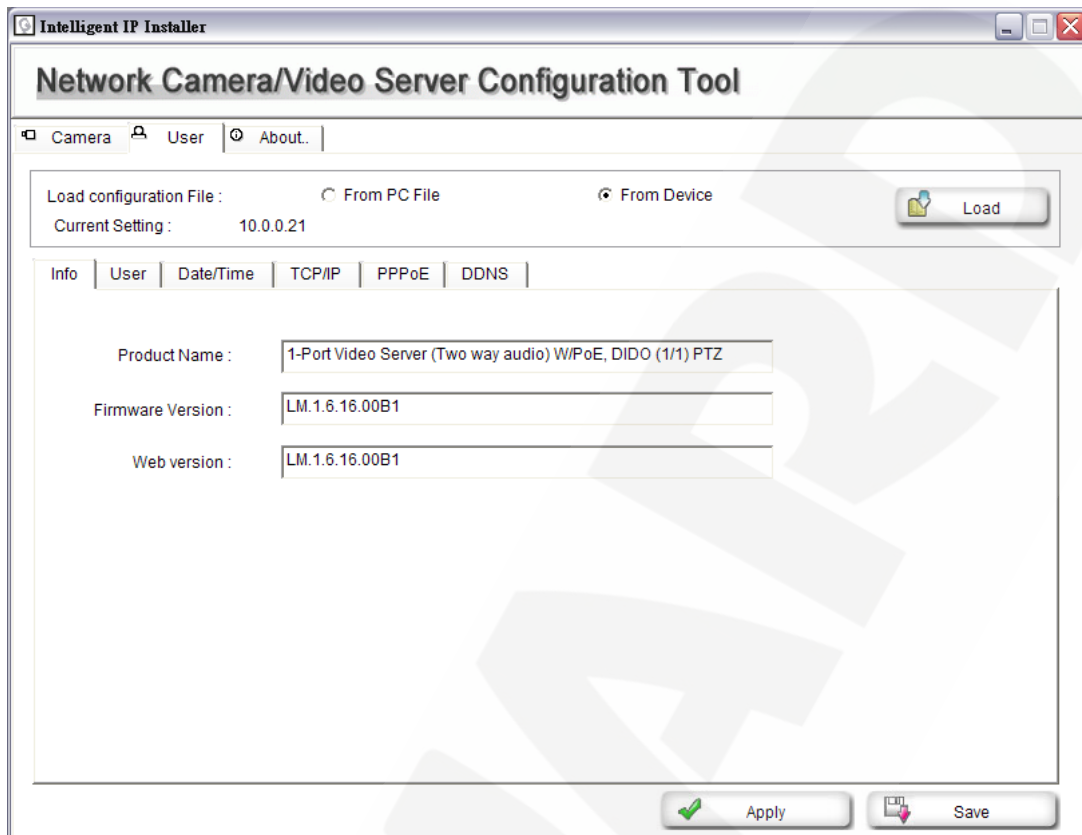 Intelligent IP Installer
Network Camera/Video Server Configuration Tool
Camera User About..
Load configuration File : From PC File From Device Load
Current Setting : 10.0.0.21
Info User Date/Time TCP/IP PPPoE DDNS
Product Name : 1-Port Video Server (Two way audio) W/PoE, DIDO (1/1) PTZ
Firmware Version : LM.1.6.16.00B1
Web version : LM.1.6.16.00B1
Apply Save